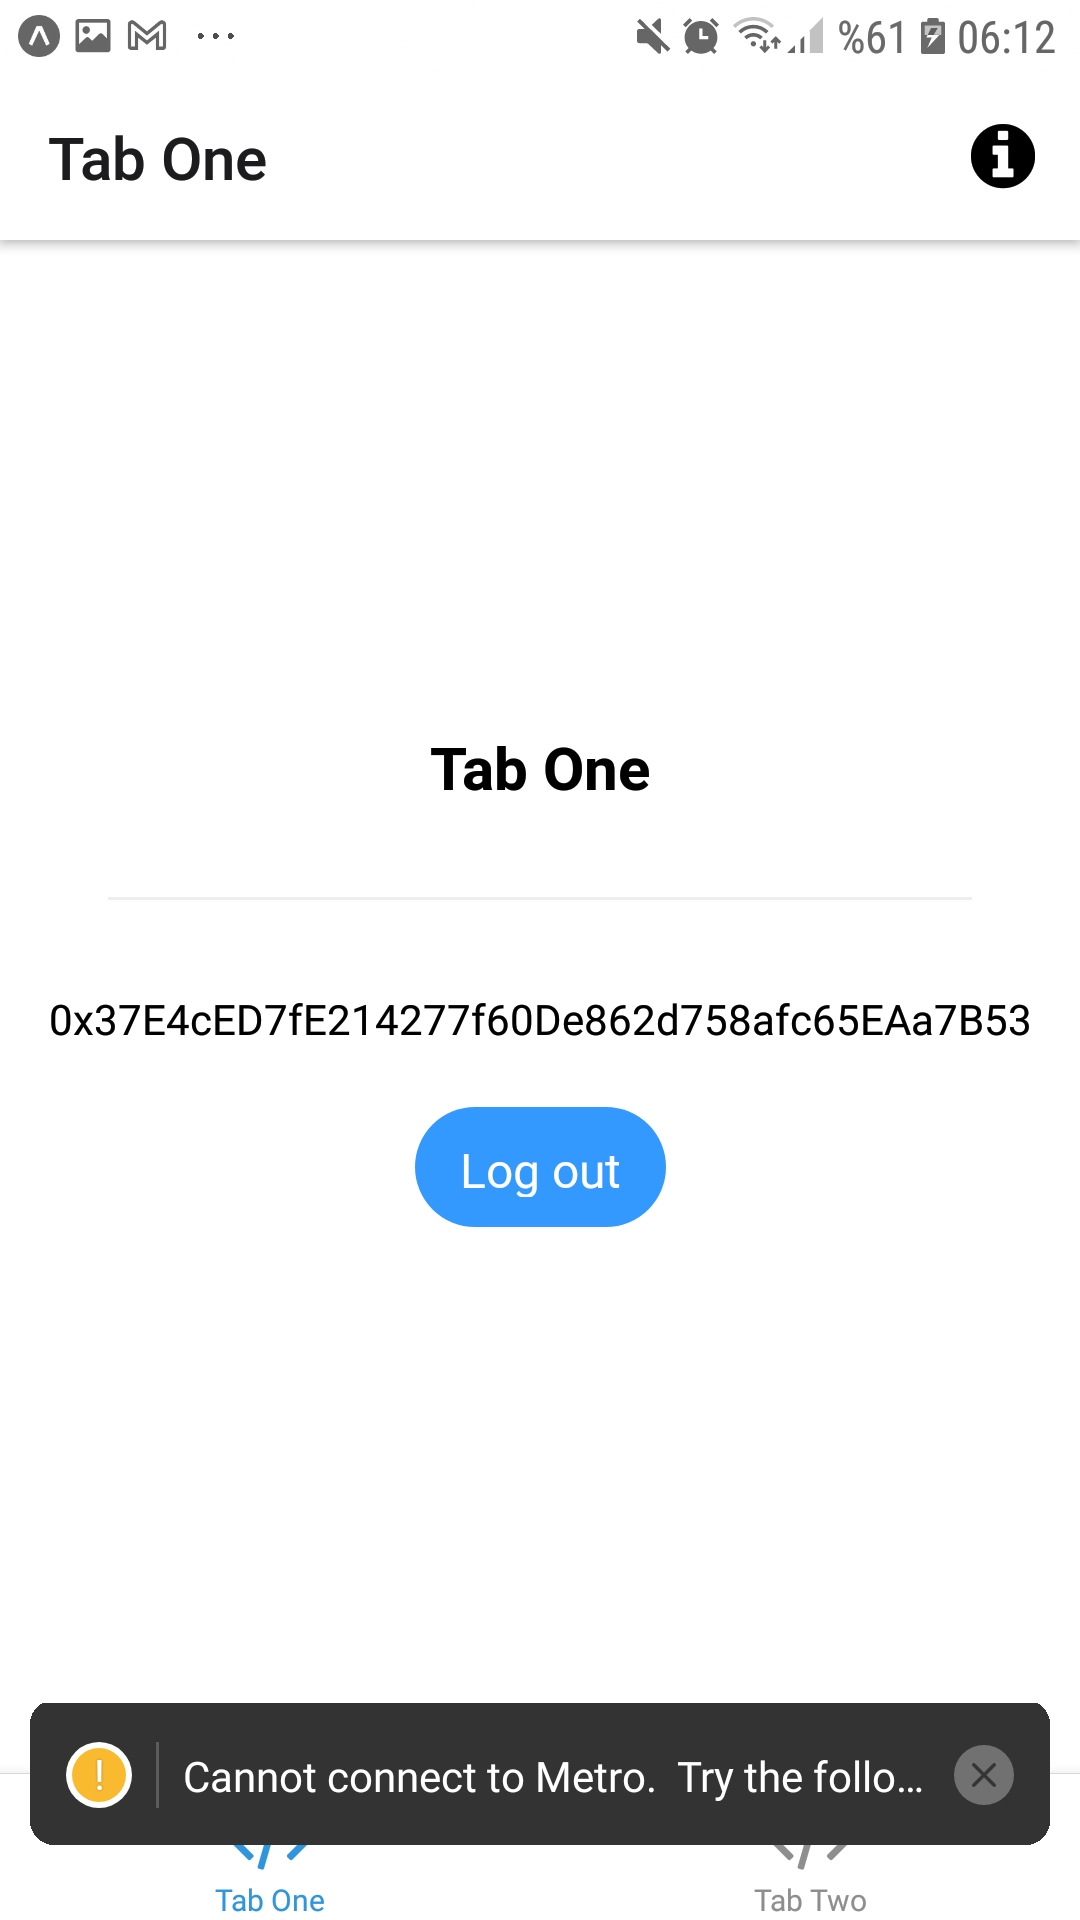 %61 06:12
Tab One
Tab One
0x37E4cED7fE214277f60De862d758afc65EAa7B53
Log out
Cannot connect to Metro. Try the follo...
Tab One
Tab Two